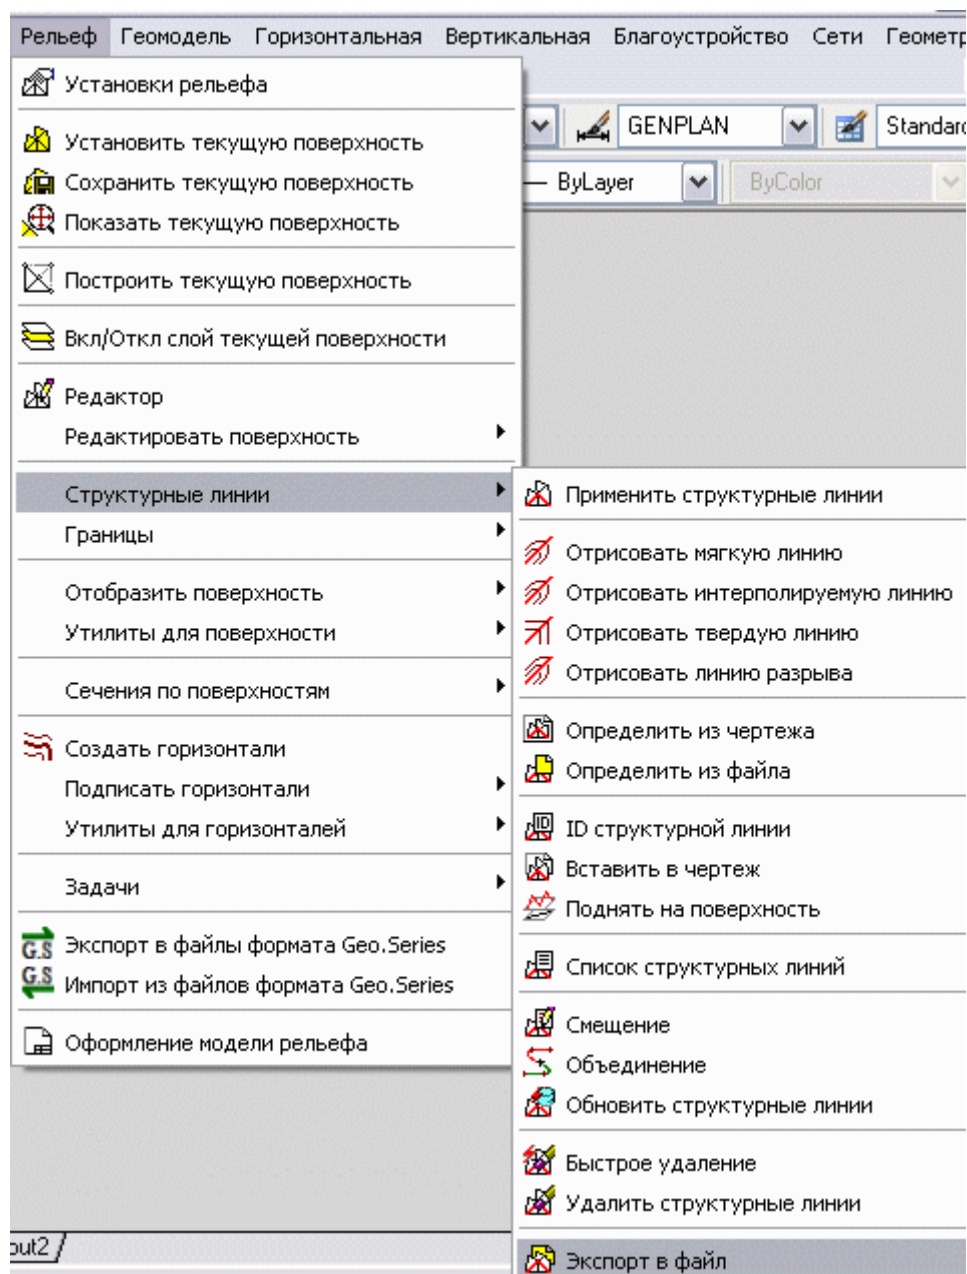 Рельеф Геомодель Горизонтальная Вертикальная Благоустройство Сети Геометр
Установки рельефа
Установить текущую поверхность
Сохранить текущую поверхность
Показать текущую поверхность
Построить текущую поверхность
Вкл/Откл слой текущей поверхности
Редактор
Редактировать поверхность
Структурные линии
Границы
Отобразить поверхность
Утилиты для поверхности
Сечения по поверхностям
Создать горизонтали
Подписать горизонтали
Утилиты для горизонталей
Задачи
G.S Экспорт в файлы формата Geo.Series
G.S Импорт из файлов формата Geo.Series
Оформление модели рельефа
GENPLAN Standard
ByLayer ByColor
Применить структурные линии
Отрисовать мягкую линию
Отрисовать интерполируемую линию
Отрисовать твердую линию
Отрисовать линию разрыва
Определить из чертежа
Определить из файла
ID ID структурной линии
Вставить в чертеж
Поднять на поверхность
Список структурных линий
Смещение
Объединение
Обновить структурные линии
Быстрое удаление
Удалить структурные линии
Экспорт в файл
out2